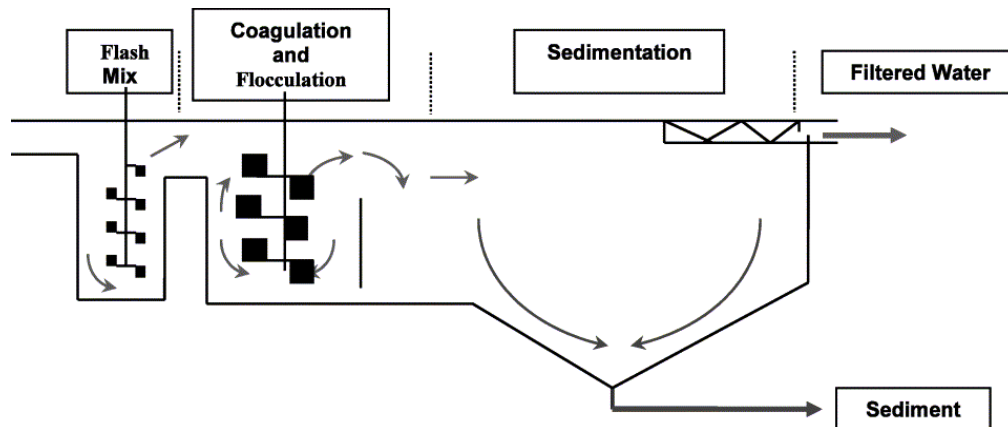 Flash
Mix
Coagulation
and
Flocculation
Sedimentation
Filtered Water
Sediment